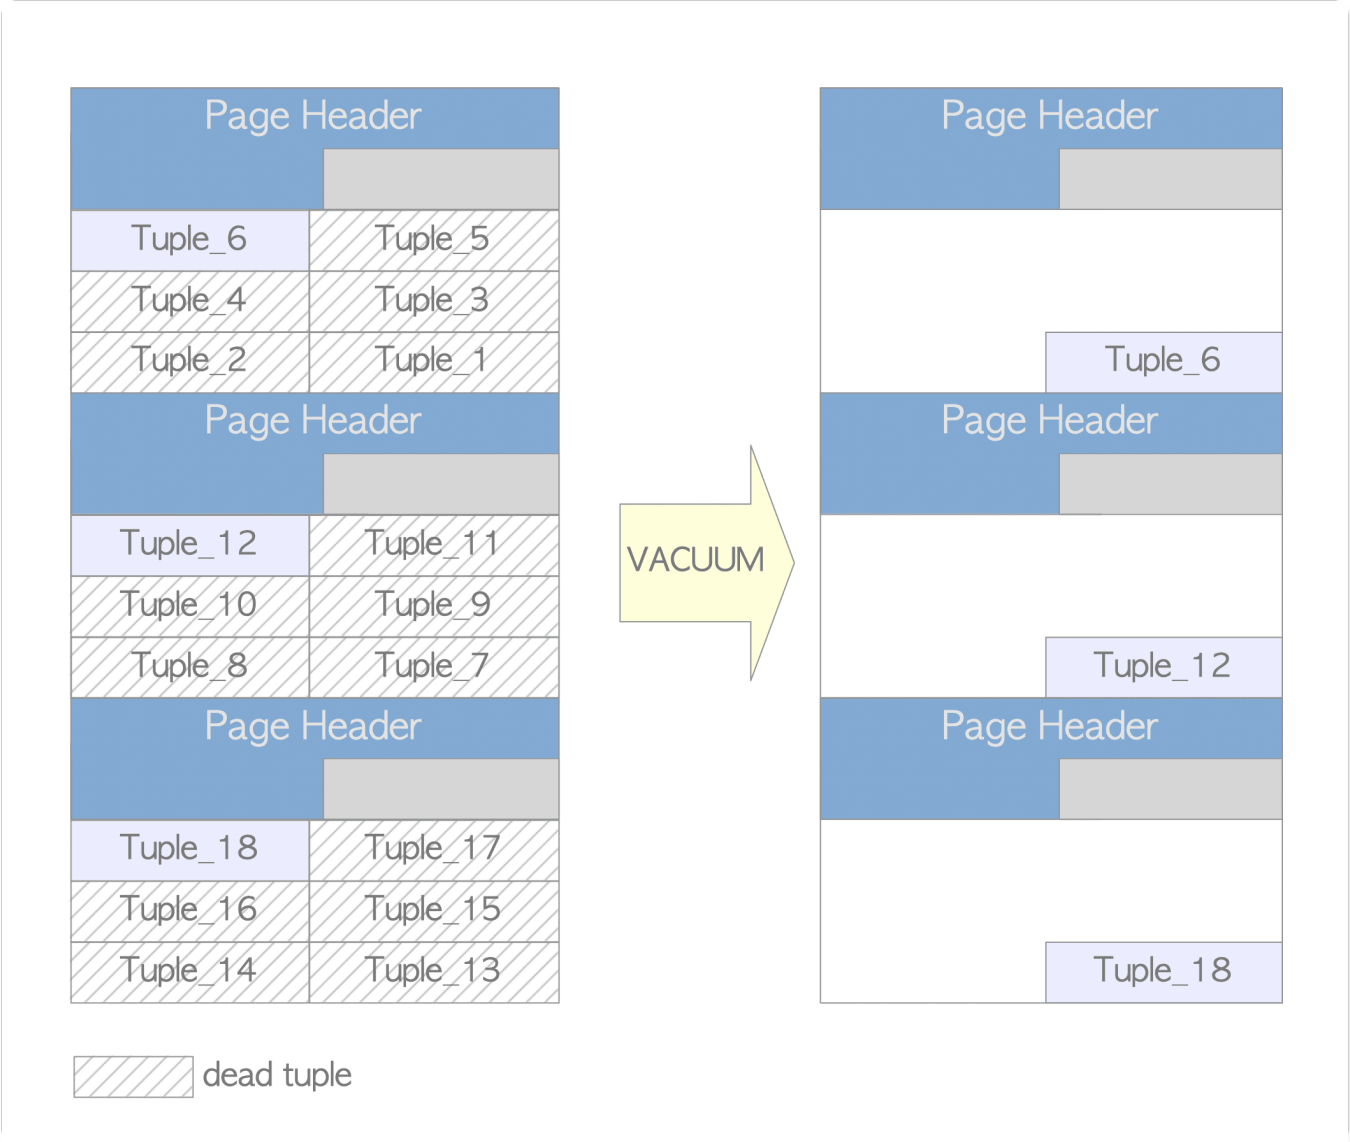 Page Header
Tuple_6 Tuple_5
Tuple_4 Tuple_3
Tuple_2 Tuple_1
Page Header
Tuple_12 Tuple_11
Tuple_10 Tuple_9
Tuple_8 Tuple_7
Page Header
Tuple_18 Tuple_17
Tuple_16 Tuple_15
Tuple_14 Tuple_13
dead tuple
VACUUM
Page Header
Tuple_6
Page Header
Tuple_12
Page Header
Tuple_18